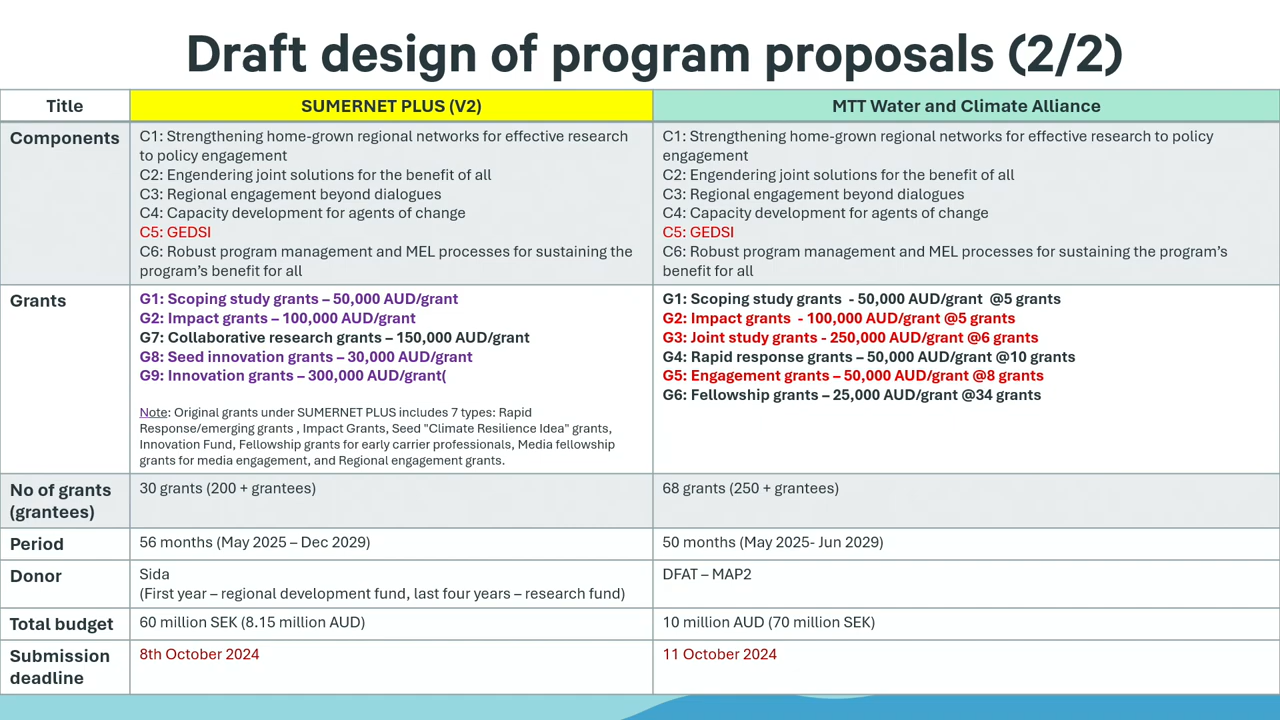 Draft design of program proposals (2/2)
Title
SUMERNET PLUS (V2)
MTT Water and Climate Alliance
Components
C1: Strengthening home-grown regional networks for effective research
to policy engagement
C2: Engendering joint solutions for the benefit of all
C3: Regional engagement beyond dialogues
C4: Capacity development for agents of change
C5: GEDSI
C6: Robust program management and MEL processes for sustaining the
program's benefit for all
C1: Strengthening home-grown regional networks for effective research to policy
engagement
C2: Engendering joint solutions for the benefit of all
C3: Regional engagement beyond dialogues
C4: Capacity development for agents of change
C5: GEDSI
C6: Robust program management and MEL processes for sustaining the program's
benefit for all
Grants
G1: Scoping study grants – 50,000 AUD/grant
G2: Impact grants – 100,000 AUD/grant
G7: Collaborative research grants – 150,000 AUD/grant
G8: Seed innovation grants – 30,000 AUD/grant
G9: Innovation grants – 300,000 AUD/grant(
Note: Original grants under SUMERNET PLUS includes 7 types: Rapid
Response/emerging grants , Impact Grants, Seed "Climate Resilience Idea" grants,
Innovation Fund, Fellowship grants for early carrier professionals, Media fellowship
grants for media engagement, and Regional engagement grants.
G1: Scoping study grants - 50,000 AUD/grant @5 grants
G2: Impact grants - 100,000 AUD/grant @5 grants
G3: Joint study grants - 250,000 AUD/grant @6 grants
G4: Rapid response grants – 50,000 AUD/grant @10 grants
G5: Engagement grants – 50,000 AUD/grant @8 grants
G6: Fellowship grants – 25,000 AUD/grant @34 grants
No of grants
(grantees)
30 grants (200 + grantees)
68 grants (250 + grantees)
Period
56 months (May 2025 – Dec 2029)
50 months (May 2025- Jun 2029)
Donor
Sida
(First year – regional development fund, last four years – research fund)
DFAT – MAP2
Total budget
60 million SEK (8.15 million AUD)
10 million AUD (70 million SEK)
Submission
deadline
8th October 2024
11 October 2024